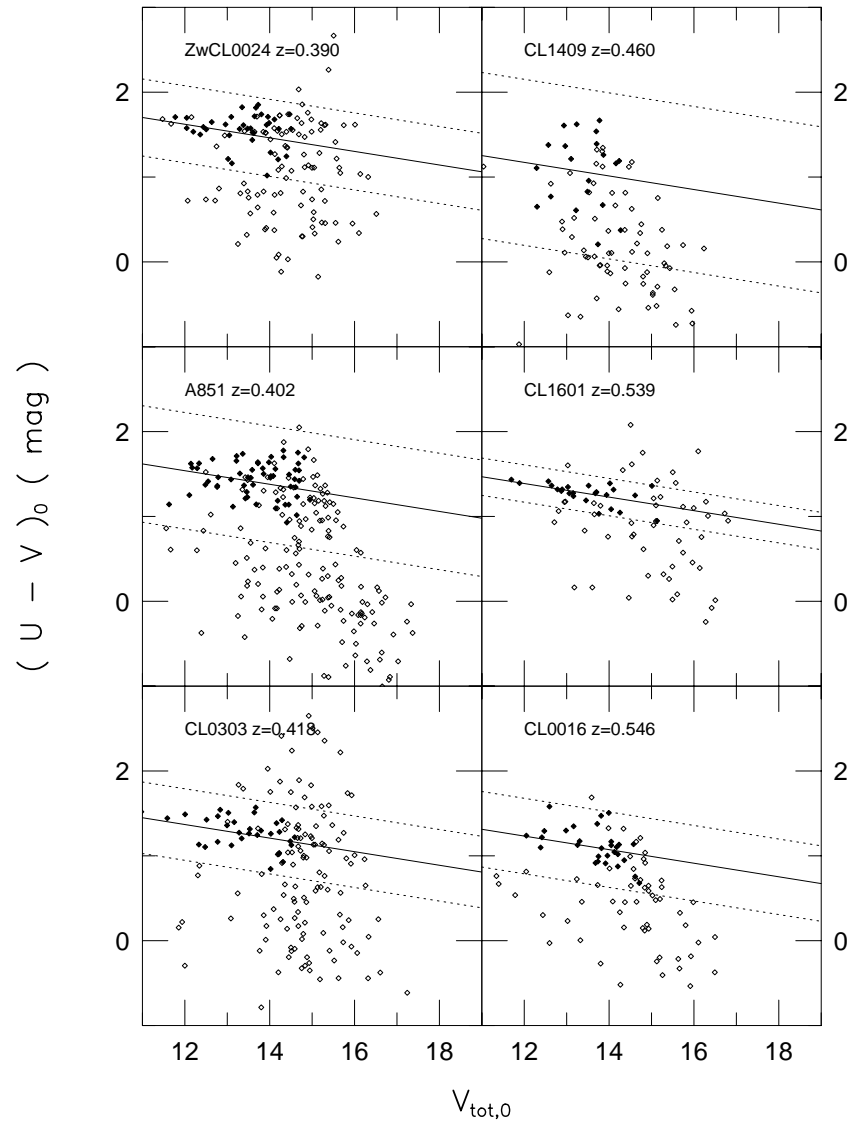 ZwCL0024 z=0.390
CL1409 z=0.460
2
2
0
0
A851 z=0.402
CL1601 z=0.539
2
2
0
0
CL0303 z=0.418
CL0016 z=0.546
2
2
0
0
12 14 16 18 12 14 16 18
( U − V )0 ( mag )
Vtot,0